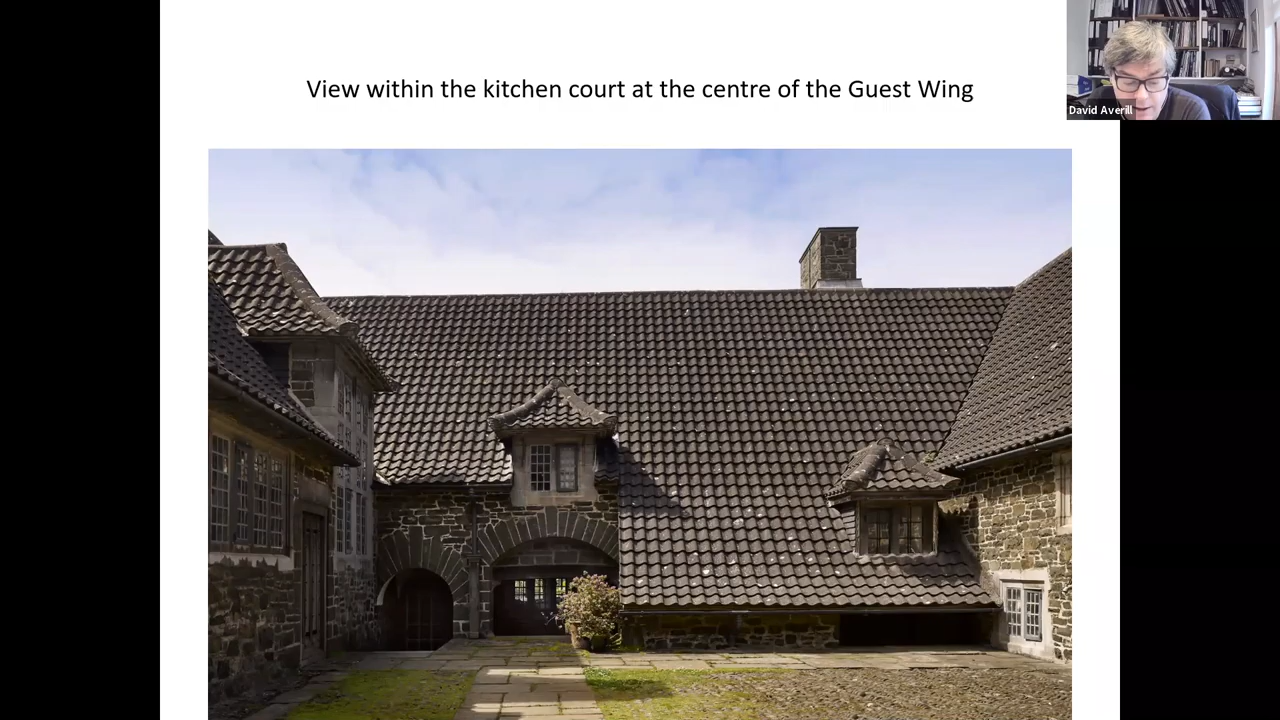 View within the kitchen court at the centre of the Guest Wing
David Averill